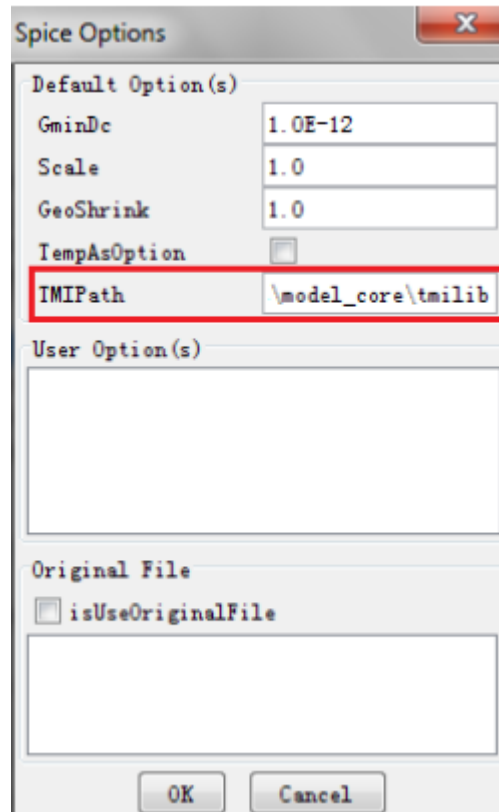 Spice Options
Default Option(s)
GminDc 1.0E-12
Scale 1.0
GeoShrink 1.0
TempAsOption
TMIPath \model_core\tmilib
User Option(s)
Original File
isUseOriginalFile
OK Cancel